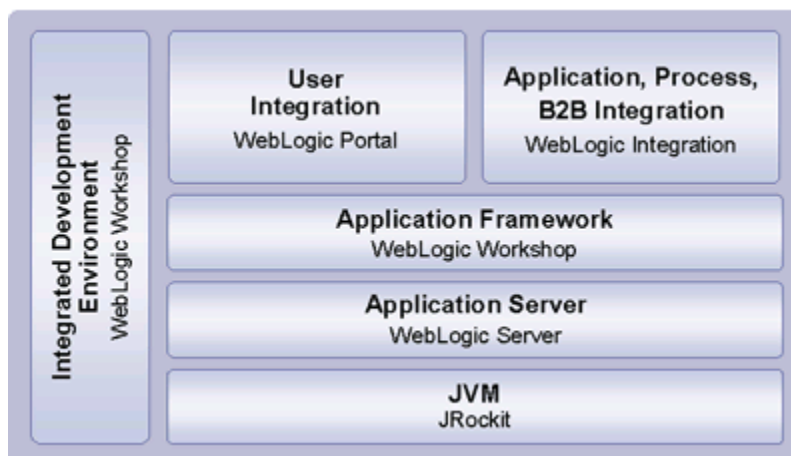 Integrated Development
Environment
WebLogic Workshop
User
Integration
WebLogic Portal
Application, Process,
B2B Integration
WebLogic Integration
Application Framework
WebLogic Workshop
Application Server
WebLogic Server
JVM
JRockit